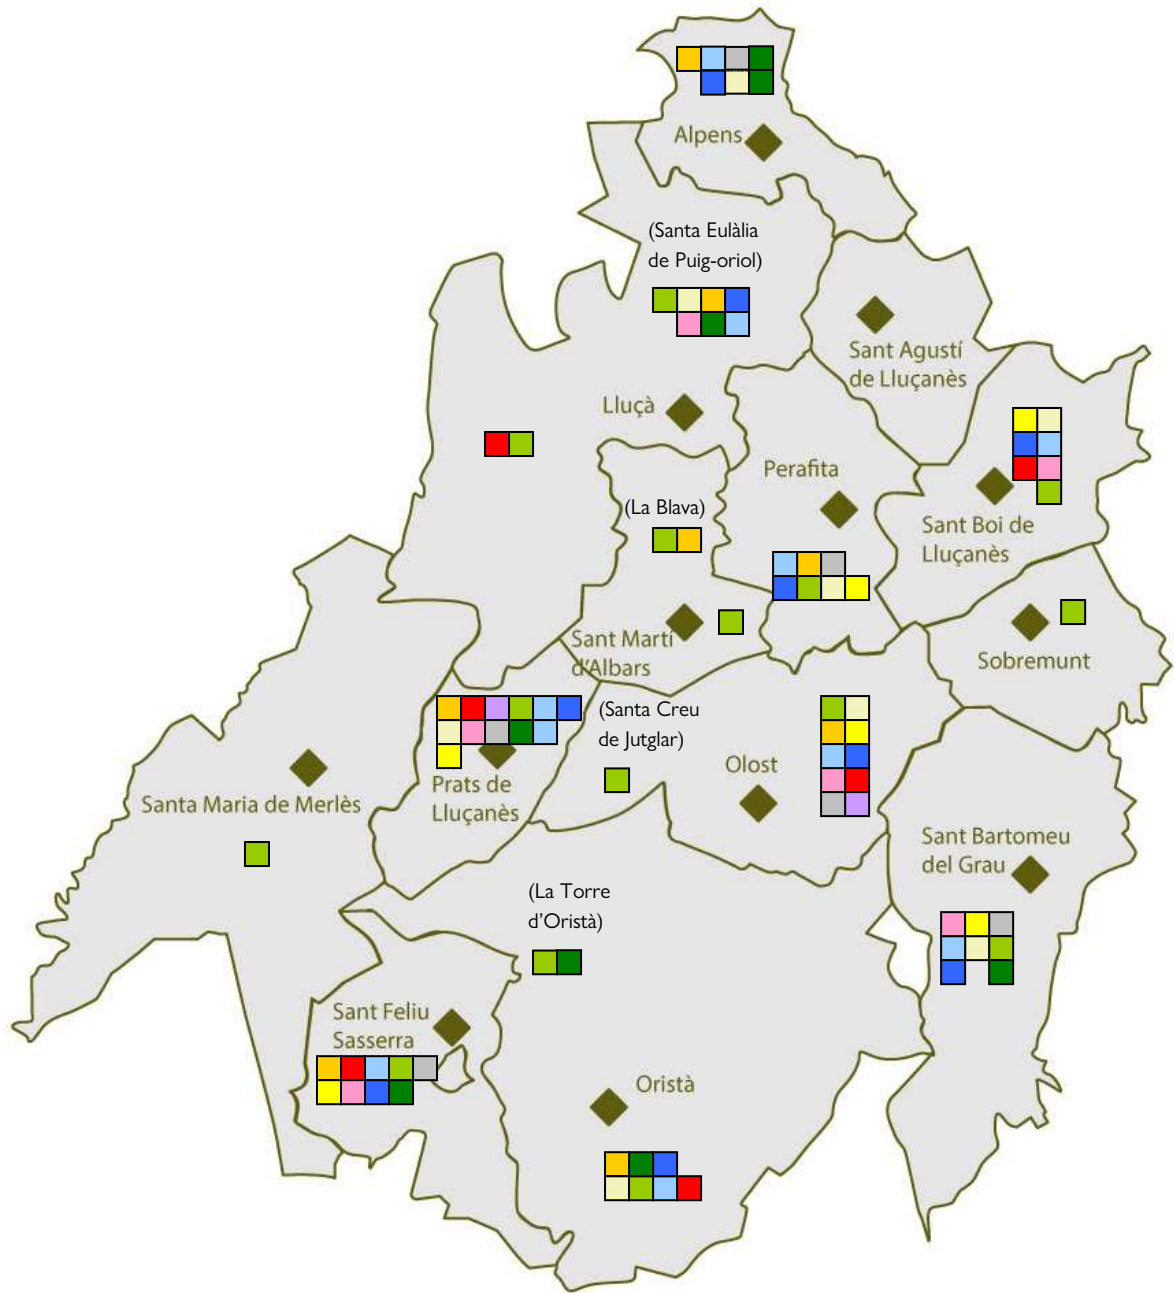 Alpens
(Santa Eulàlia
de Puig-oriol)
Sant Agustí
de Lluçanès
Lluçà
Perafita
(La Blava)
Sant Boi de
Lluçanès
Sant Martí
d'Albars
Sobremunt
(Santa Creu
de Jutglar)
Olost
Prats de
Lluçanès
Santa Maria de Merlès
Sant Bartomeu
del Grau
(La Torre
d'Oristà)
Sant Feliu
Sasserra
Oristà